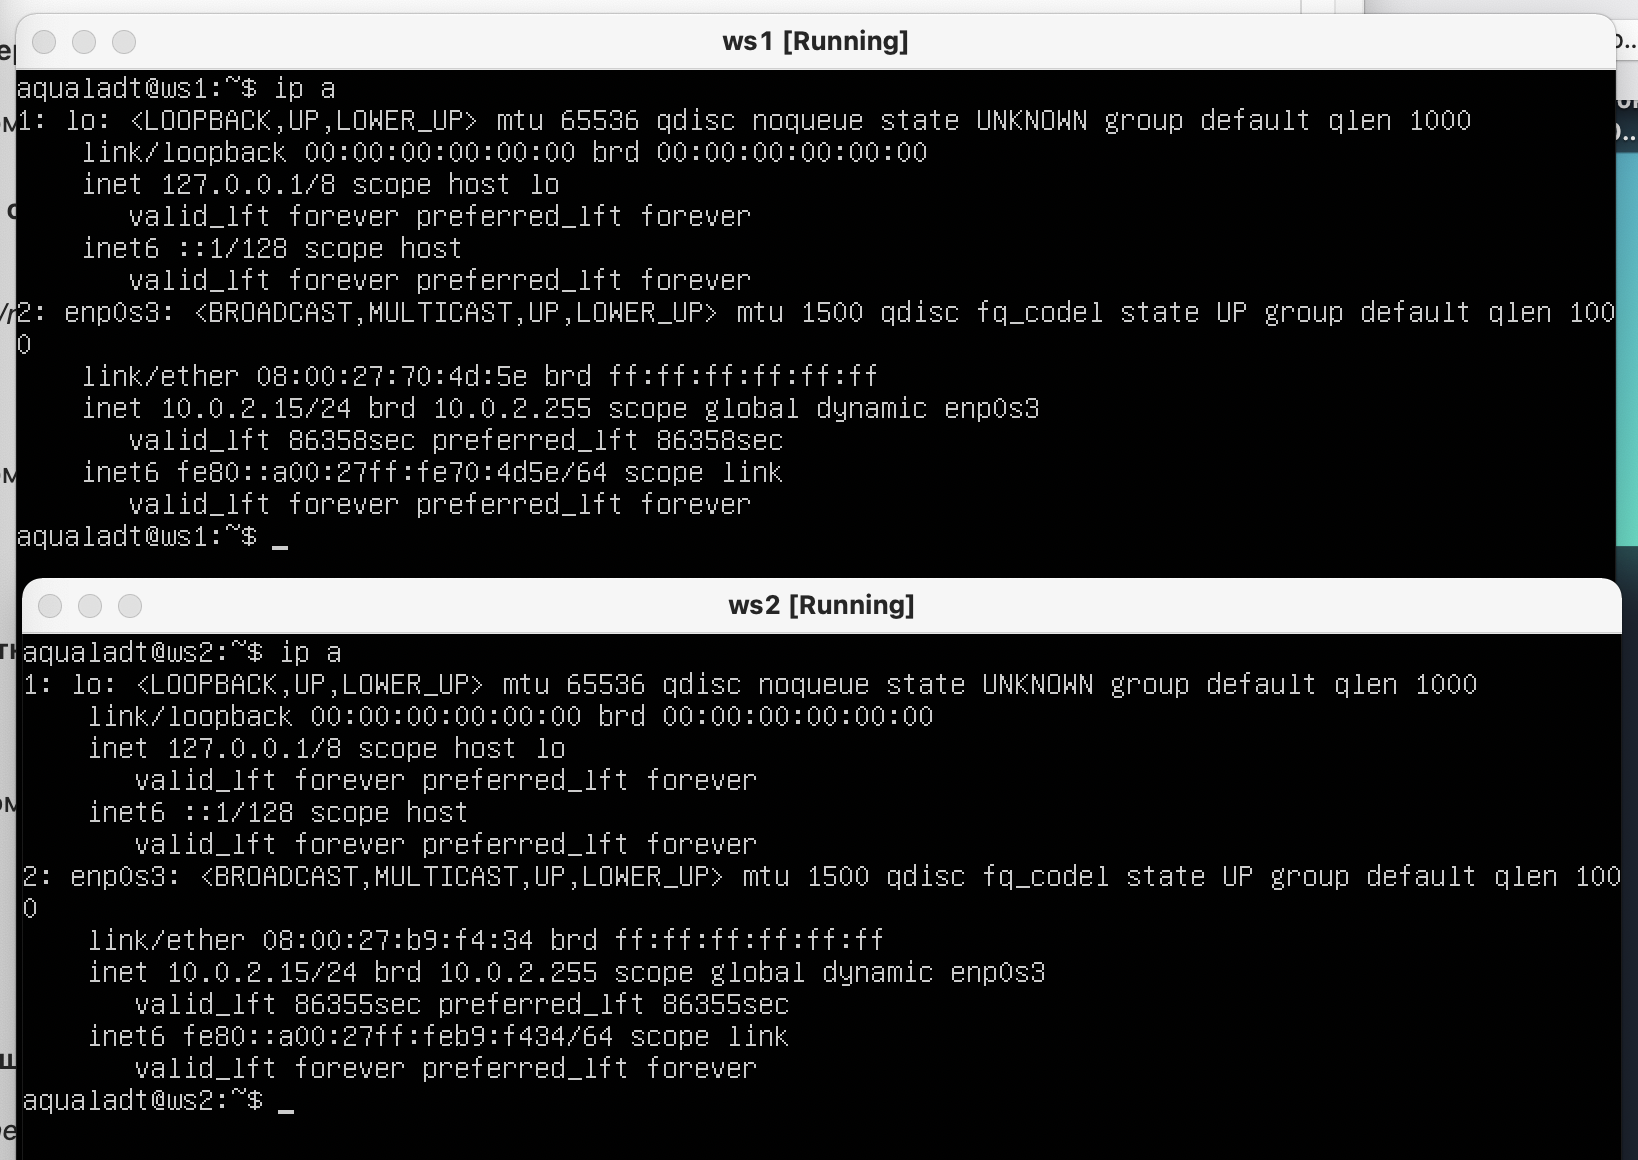 ws1 [Running]
aqualadt@ws1:~$ ip a
1: lo: <LOOPBACK,UP,LOWER_UP> mtu 65536 qdisc noqueue state UNKNOWN group default qlen 1000
link/loopback 00:00:00:00:00:00 brd 00:00:00:00:00:00
inet 127.0.0.1/8 scope host lo
valid_lft forever preferred_lft forever
inet6 ::1/128 scope host
valid_lft forever preferred_lft forever
2: enp0s3: <BROADCAST,MULTICAST,UP,LOWER_UP> mtu 1500 qdisc fq_codel state UP group default qlen 100
0
link/ether 08:00:27:70:4d:5e brd ff:ff:ff:ff:ff:ff
inet 10.0.2.15/24 brd 10.0.2.255 scope global dynamic enp0s3
valid_lft 86358sec preferred_lft 86358sec
inet6 fe80::a00:27ff:fe70:4d5e/64 scope link
valid_lft forever preferred_lft forever
aqualadt@ws1:~$ _
ws2 [Running]
aqualadt@ws2:~$ ip a
1: lo: <LOOPBACK,UP,LOWER_UP> mtu 65536 qdisc noqueue state UNKNOWN group default qlen 1000
link/loopback 00:00:00:00:00:00 brd 00:00:00:00:00:00
inet 127.0.0.1/8 scope host lo
valid_lft forever preferred_lft forever
inet6 ::1/128 scope host
valid_lft forever preferred_lft forever
2: enp0s3: <BROADCAST,MULTICAST,UP,LOWER_UP> mtu 1500 qdisc fq_codel state UP group default qlen 100
0
link/ether 08:00:27:b9:f4:34 brd ff:ff:ff:ff:ff:ff
inet 10.0.2.15/24 brd 10.0.2.255 scope global dynamic enp0s3
valid_lft 86355sec preferred_lft 86355sec
inet6 fe80::a00:27ff:feb9:f434/64 scope link
valid_lft forever preferred_lft forever
aqualadt@ws2:~$ _